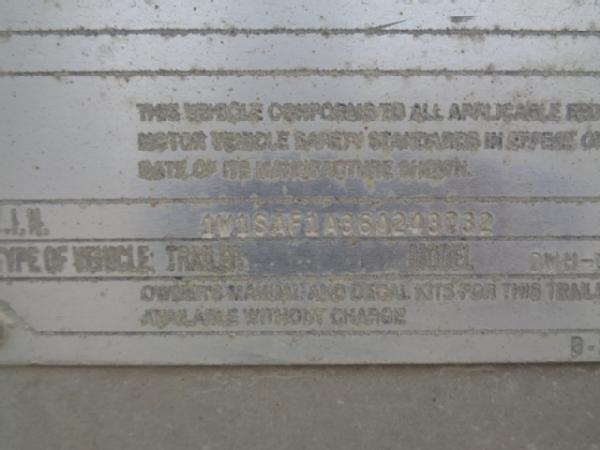 THIS VEHICLE CONFORMS TO ALL APPLICABLE
MOTOR VEHICLE SAFETY STANDARDS IN EFFECT
DATE OF ITS MANUFACTURE SHOWN.
.I.N.
TYPE OF VEHICLE: TRAILER MODEL
OWNER'S MANUAL AND DECAL KITS FOR THIS
AVAILABLE WITHOUT CHARGE